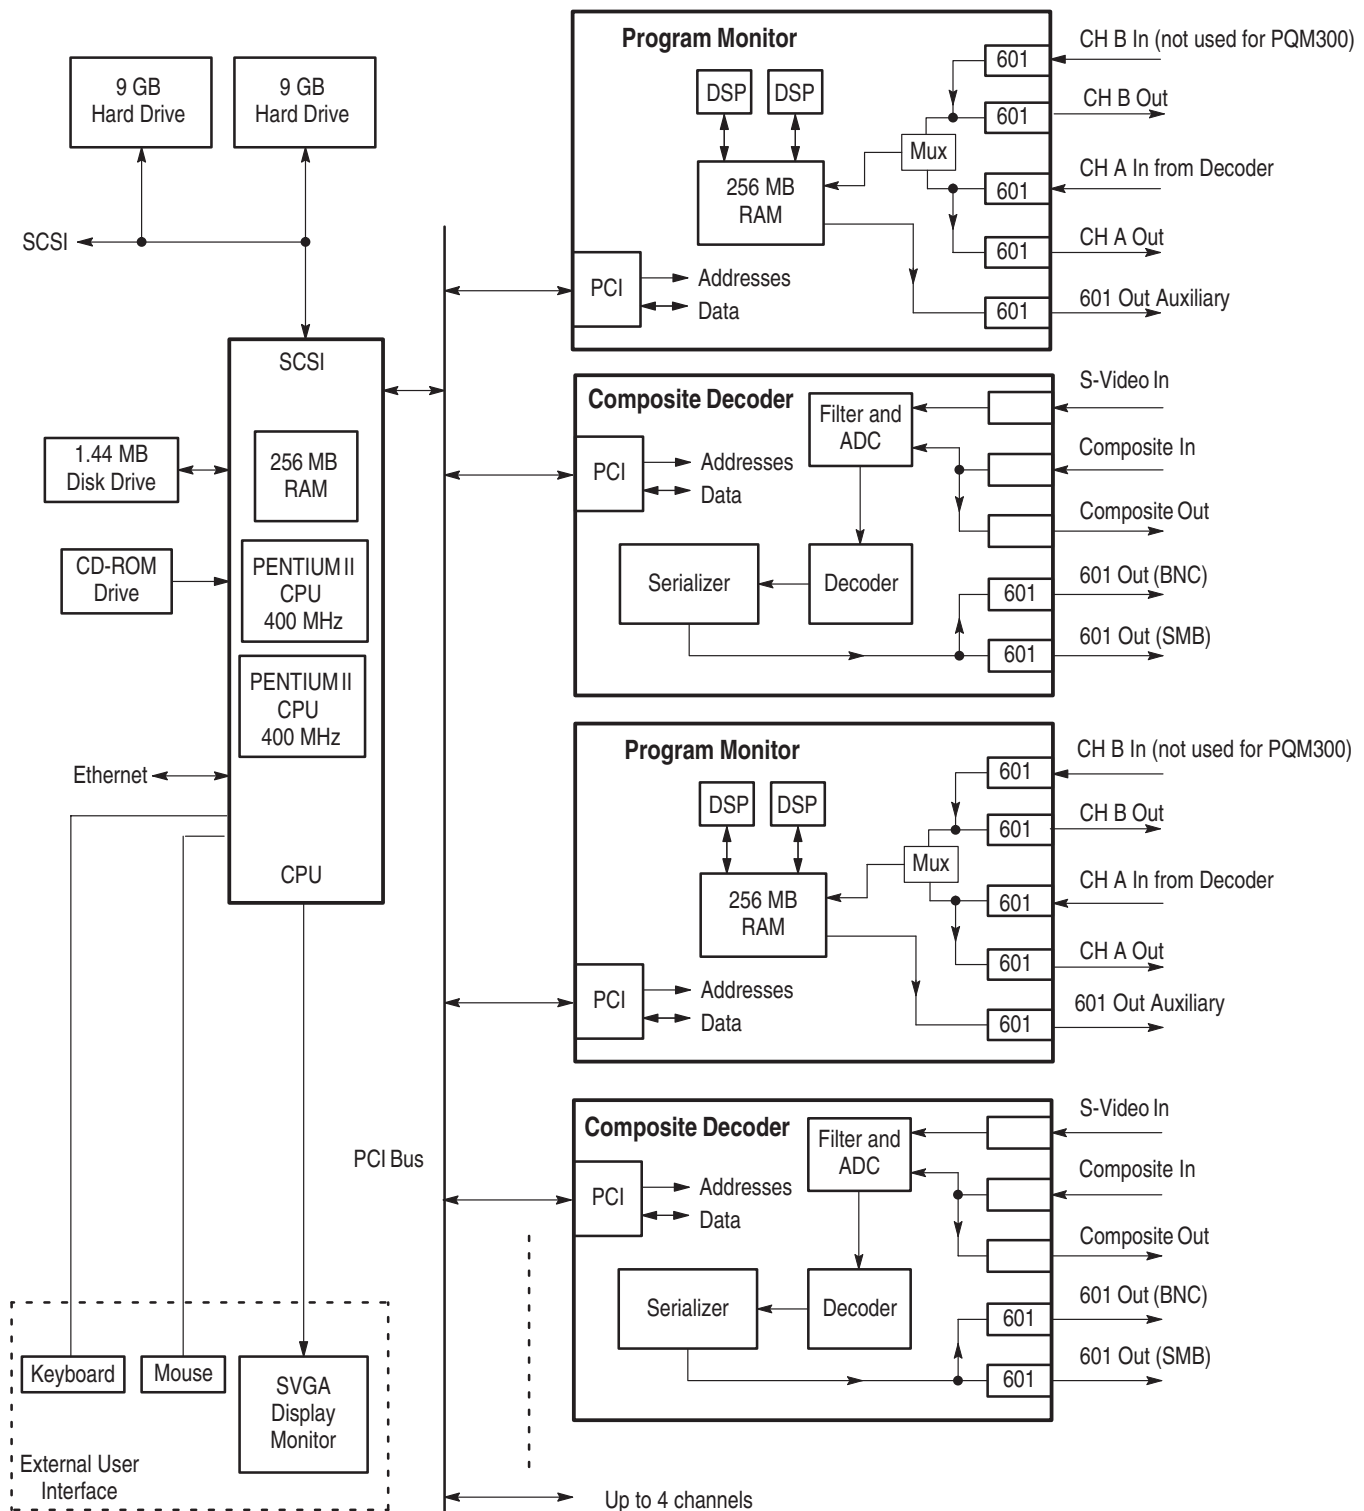 9 GB
Hard Drive
9 GB
Hard Drive
SCSI
SCSI
256 MB
RAM
PENTIUM II
CPU
400 MHz
PENTIUM II
CPU
400 MHz
CPU
1.44 MB
Disk Drive
CD-ROM
Drive
Ethernet
Keyboard
Mouse
SVGA
Display
Monitor
External User
Interface
PCI Bus
Program Monitor
DSP
DSP
256 MB
RAM
Mux
PCI
Addresses
Data
601
601
601
601
601
CH B In (not used for PQM300)
CH B Out
CH A In from Decoder
CH A Out
601 Out Auxiliary
Composite Decoder
Filter and
ADC
PCI
Addresses
Data
Serializer
Decoder
601
601
S-Video In
Composite In
Composite Out
601 Out (BNC)
601 Out (SMB)
Program Monitor
DSP
DSP
256 MB
RAM
Mux
PCI
Addresses
Data
601
601
601
601
601
CH B In (not used for PQM300)
CH B Out
CH A In from Decoder
CH A Out
601 Out Auxiliary
Composite Decoder
Filter and
ADC
PCI
Addresses
Data
Serializer
Decoder
601
601
S-Video In
Composite In
Composite Out
601 Out (BNC)
601 Out (SMB)
Up to 4 channels